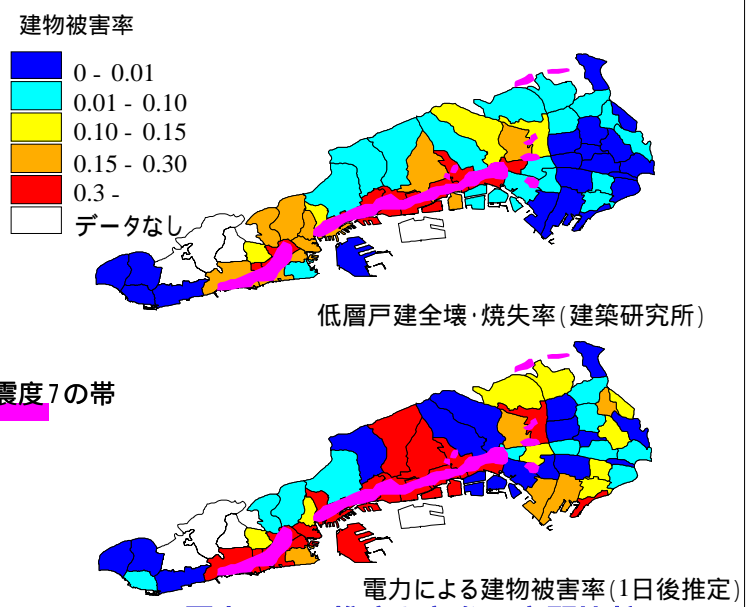 建物被害率
0 - 0.01
0.01 - 0.10
0.10 - 0.15
0.15 - 0.30
0.3 -
データなし
低層戸建全壊・焼失率(建築研究所)
震度7の帯
電力による建物被害率(1日後推定)